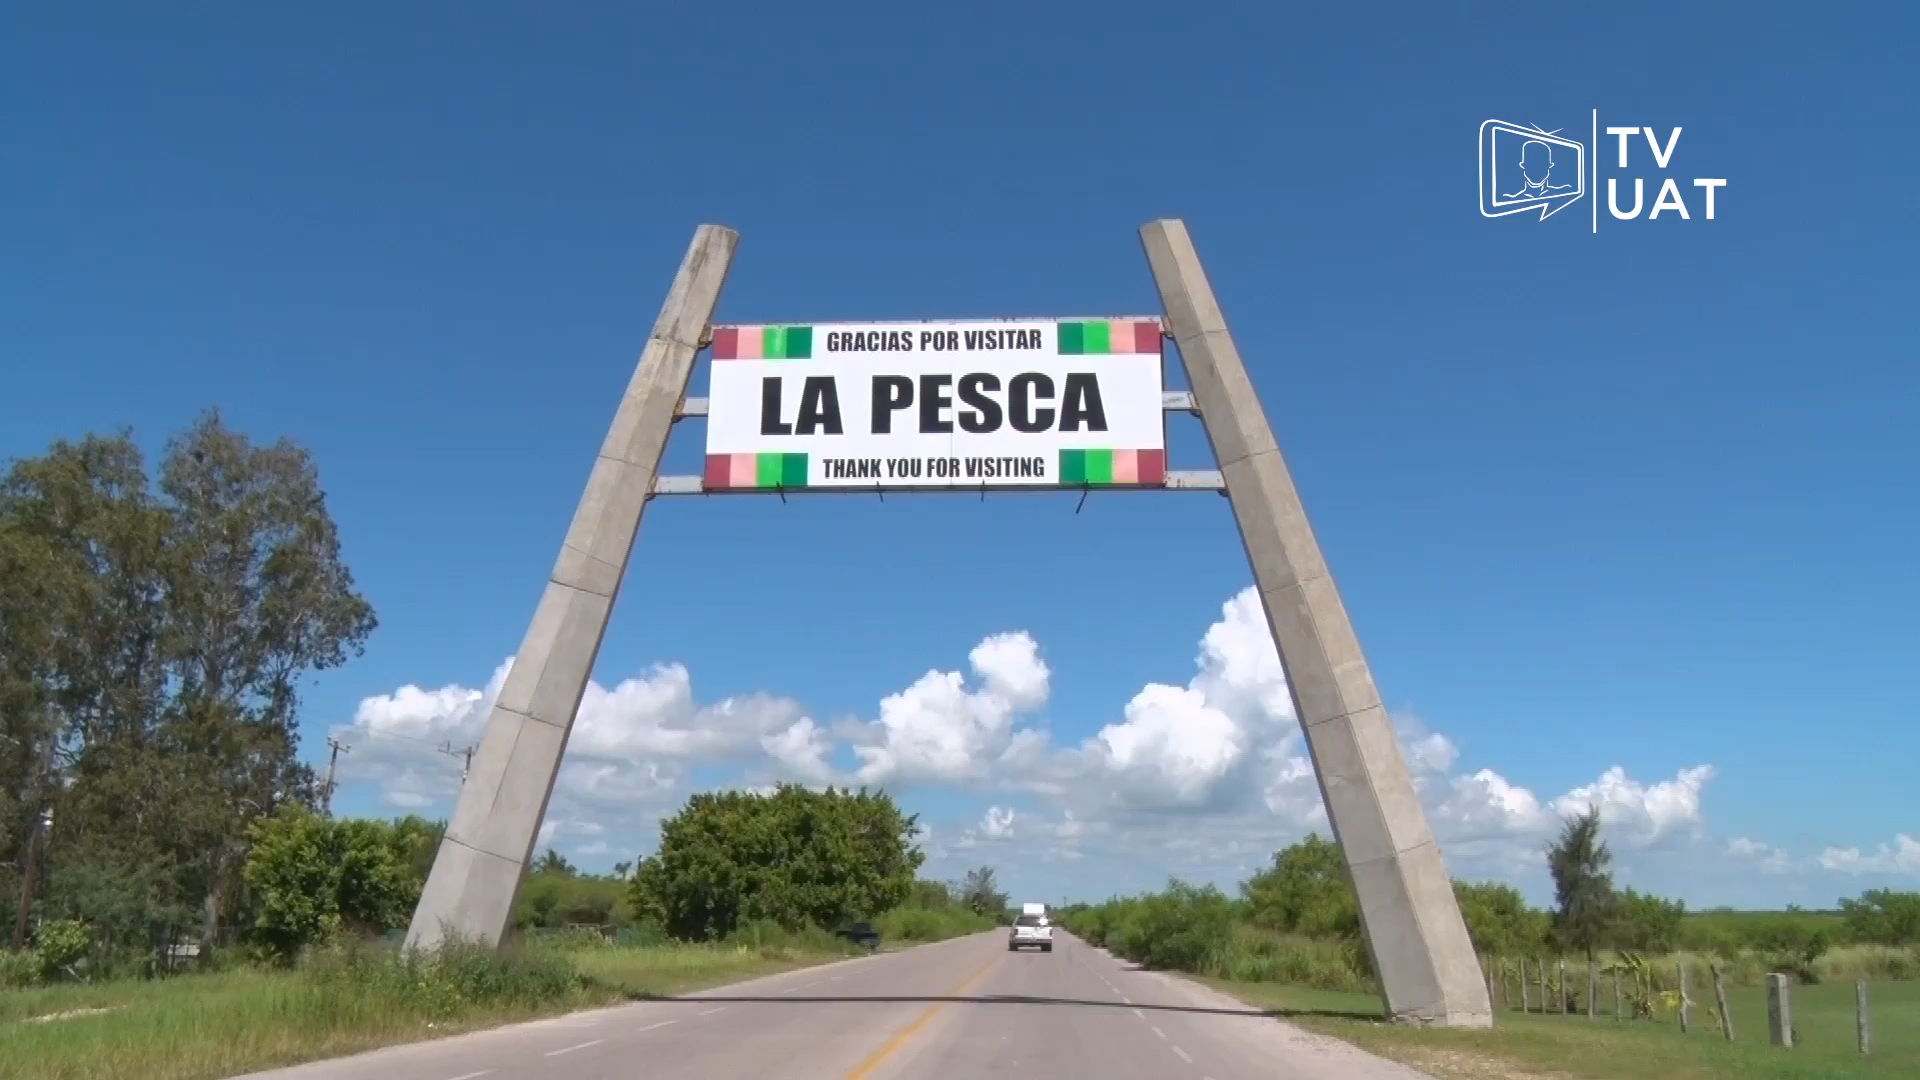 TV
UAT
GRACIAS POR VISITAR
LA PESCA
THANK YOU FOR VISITING